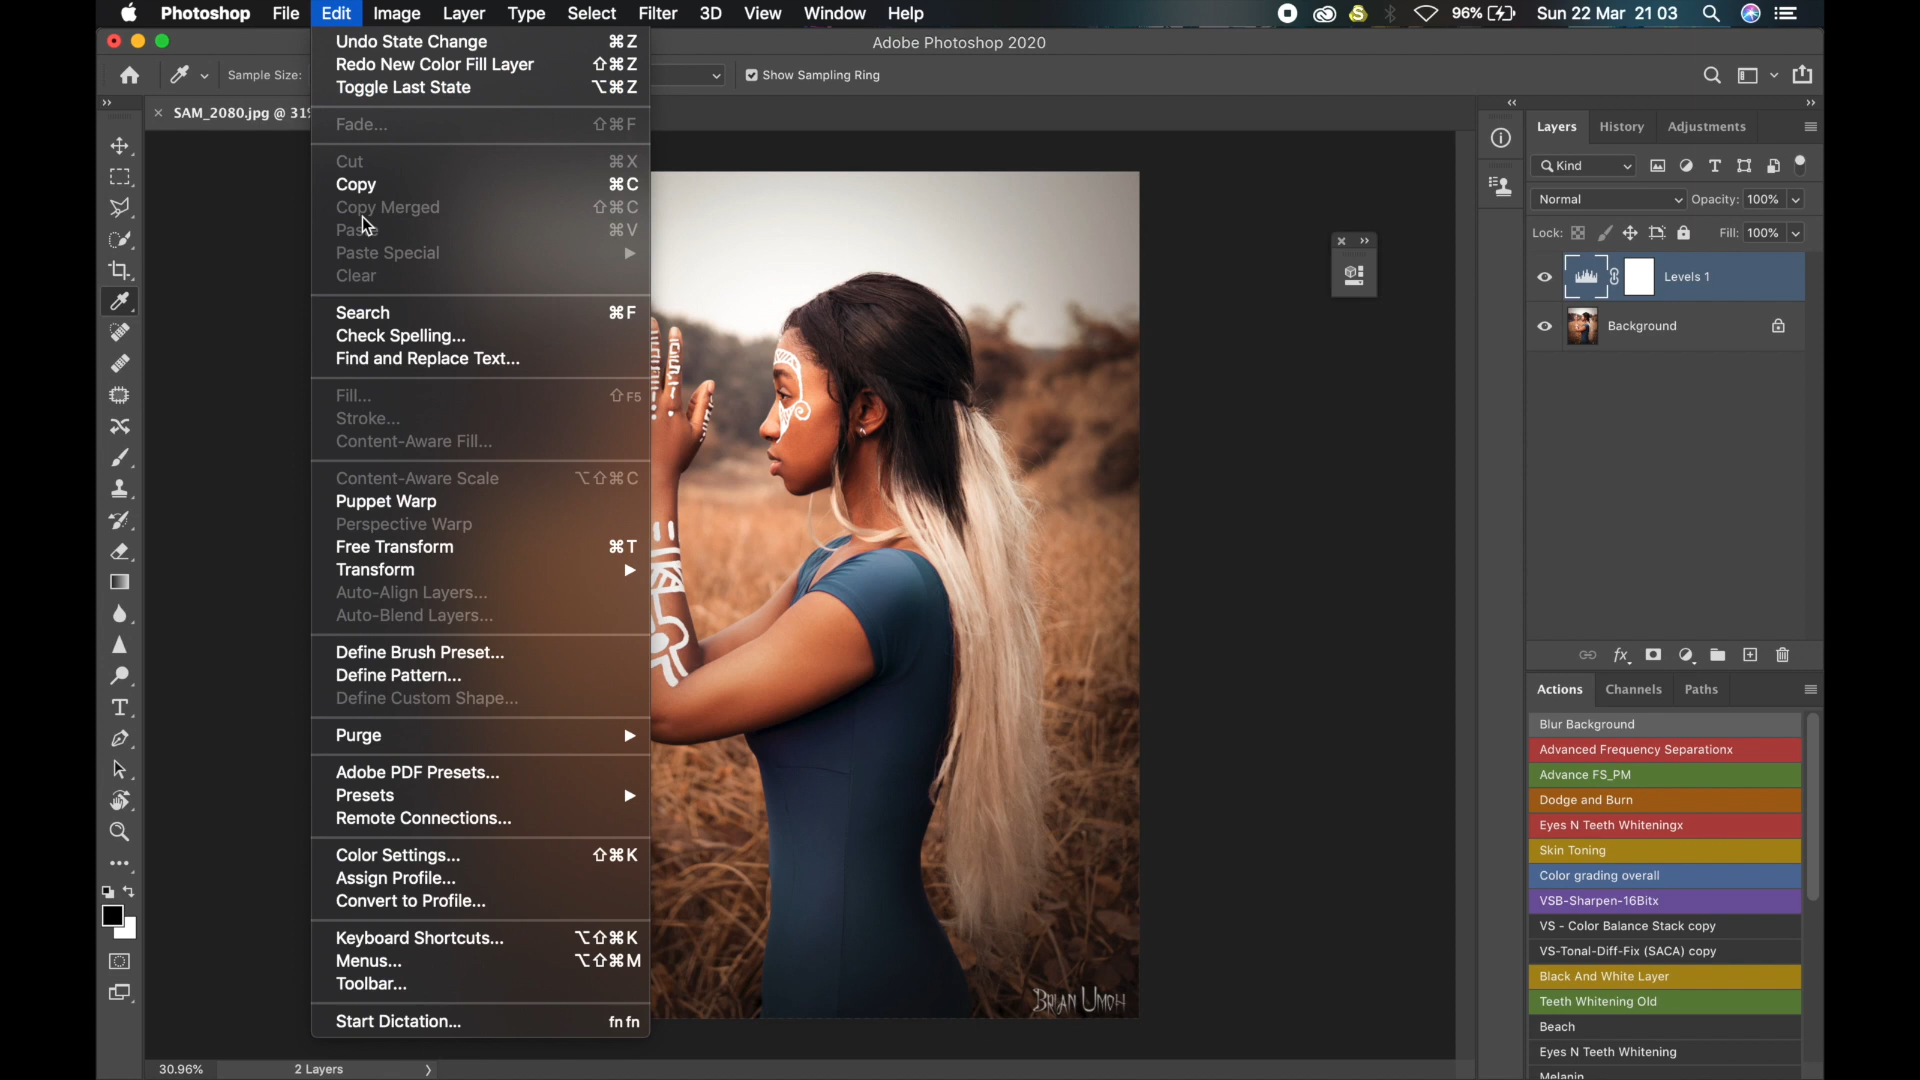 Photoshop File Edit Image Layer Type Select Filter 3D View Window Help
96% Sun 22 Mar 21 03
Adobe Photoshop 2020
Sample Size:
Show Sampling Ring
SAM_2080.jpg @ 31
Undo State Change ⌘Z
Redo New Color Fill Layer ⇧⌘Z
Toggle Last State ⌥⌘Z
Fade... ⇧⌘F
Cut ⌘X
Copy ⌘C
Copy Merged ⇧⌘C
Paste ⌘V
Paste Special
Clear
Search ⌘F
Check Spelling...
Find and Replace Text...
Fill... ⇧F5
Stroke...
Content-Aware Fill...
Content-Aware Scale ⌥⇧⌘C
Puppet Warp
Perspective Warp
Free Transform ⌘T
Transform
Auto-Align Layers...
Auto-Blend Layers...
Define Brush Preset...
Define Pattern...
Define Custom Shape...
Purge
Adobe PDF Presets...
Presets
Remote Connections...
Color Settings... ⇧⌘K
Assign Profile...
Convert to Profile...
Keyboard Shortcuts... ⌥⇧⌘K
Menus... ⌥⇧⌘M
Toolbar...
Start Dictation... fn fn
BRIAN UMOH
30.96% 2 Layers
Layers History Adjustments
Kind
Normal Opacity: 100%
Lock: Fill: 100%
Levels 1
Background
fx
Actions Channels Paths
Blur Background
Advanced Frequency Separationx
Advance FS_PM
Dodge and Burn
Eyes N Teeth Whiteningx
Skin Toning
Color grading overall
VSB-Sharpen-16Bitx
VS - Color Balance Stack copy
VS-Tonal-Diff-Fix (SACA) copy
Black And White Layer
Teeth Whitening Old
Beach
Eyes N Teeth Whitening
Melanin